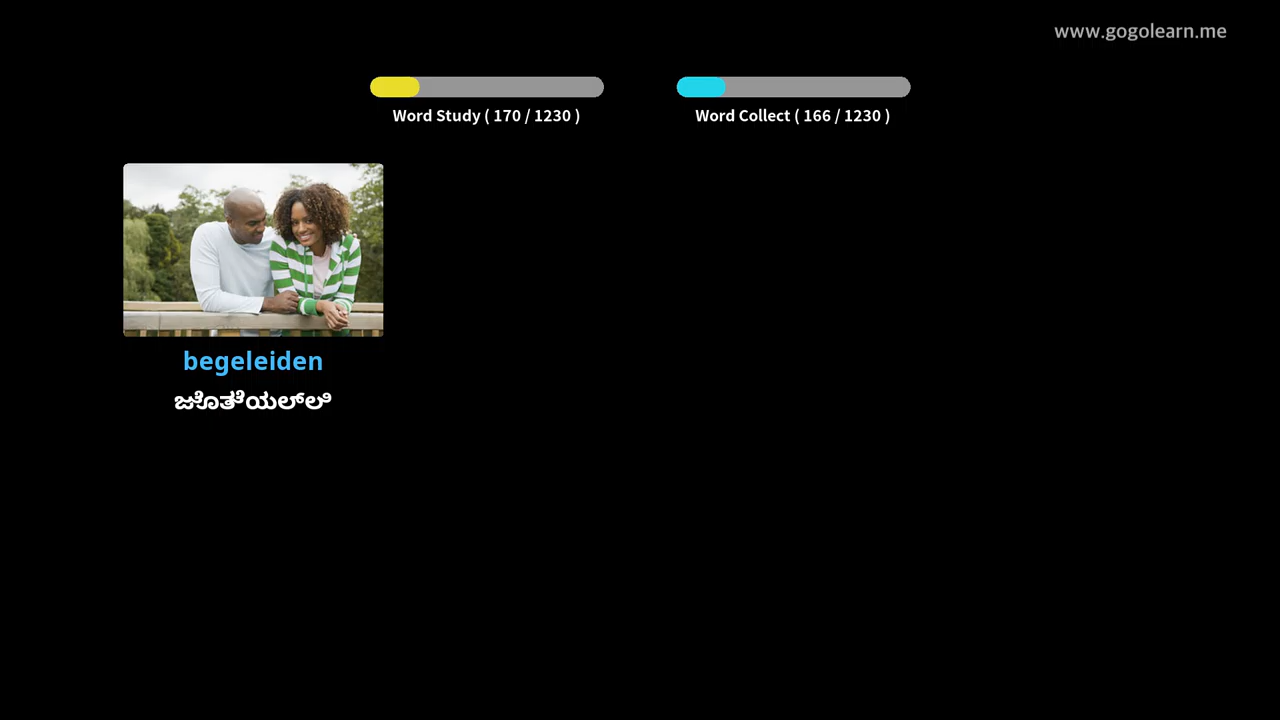 www.gogolearn.me
Word Study ( 170 / 1230 )
Word Collect ( 166 / 1230 )
begeleiden
ಜೊತೆಯಲ್ಲಿ